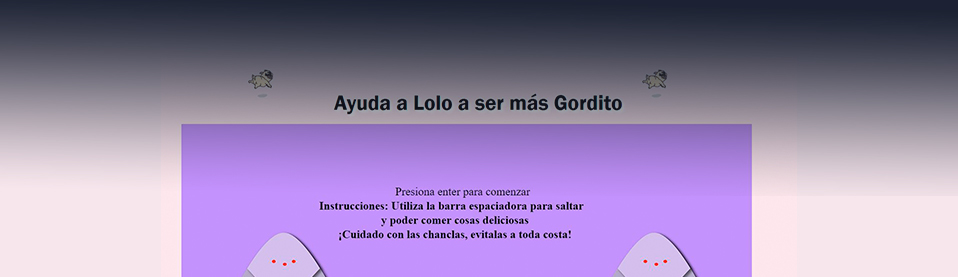 Ayuda a Lolo a ser más Gordito
Presiona enter para comenzar
Instrucciones: Utiliza la barra espaciadora para saltar
y poder comer cosas deliciosas
¡Cuidado con las chanclas, evitalas a toda costa!